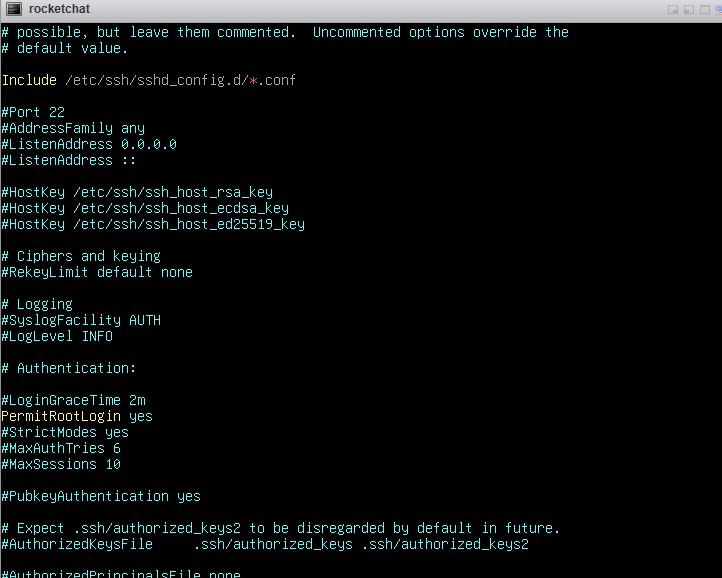 rocketchat
# possible, but leave them commented.  Uncommented options override the
# default value.
Include /etc/ssh/sshd_config.d/*.conf
#Port 22
#AddressFamily any
#ListenAddress 0.0.0.0
#ListenAddress ::
#HostKey /etc/ssh/ssh_host_rsa_key
#HostKey /etc/ssh/ssh_host_ecdsa_key
#HostKey /etc/ssh/ssh_host_ed25519_key
# Ciphers and keying
#RekeyLimit default none
# Logging
#SyslogFacility AUTH
#LogLevel INFO
# Authentication:
#LoginGraceTime 2m
PermitRootLogin yes
#StrictModes yes
#MaxAuthTries 6
#MaxSessions 10
#PubkeyAuthentication yes
# Expect .ssh/authorized_keys2 to be disregarded by default in future.
#AuthorizedKeysFile     .ssh/authorized_keys .ssh/authorized_keys2
#AuthorizedPrincipalsFile none